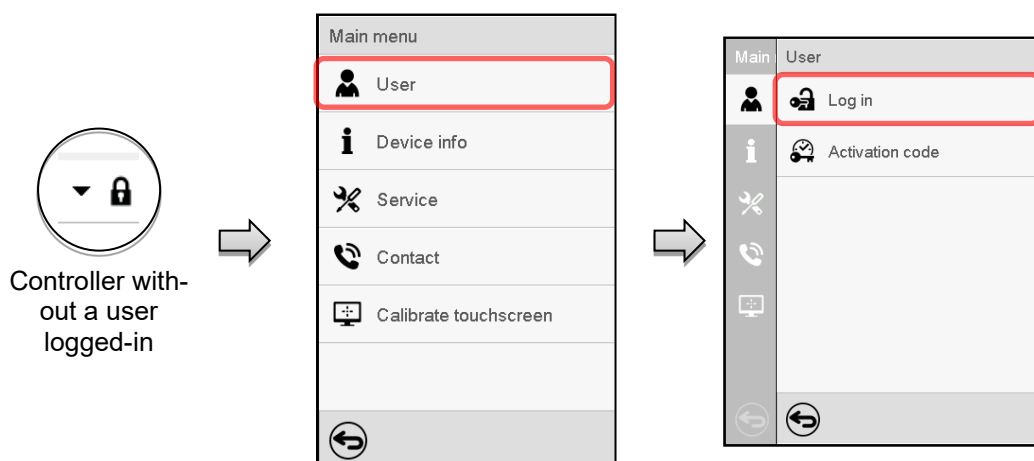 Controller with-
out a user
logged-in
Main menu
User
Device info
Service
Contact
Calibrate touchscreen
Main
User
Log in
Activation code